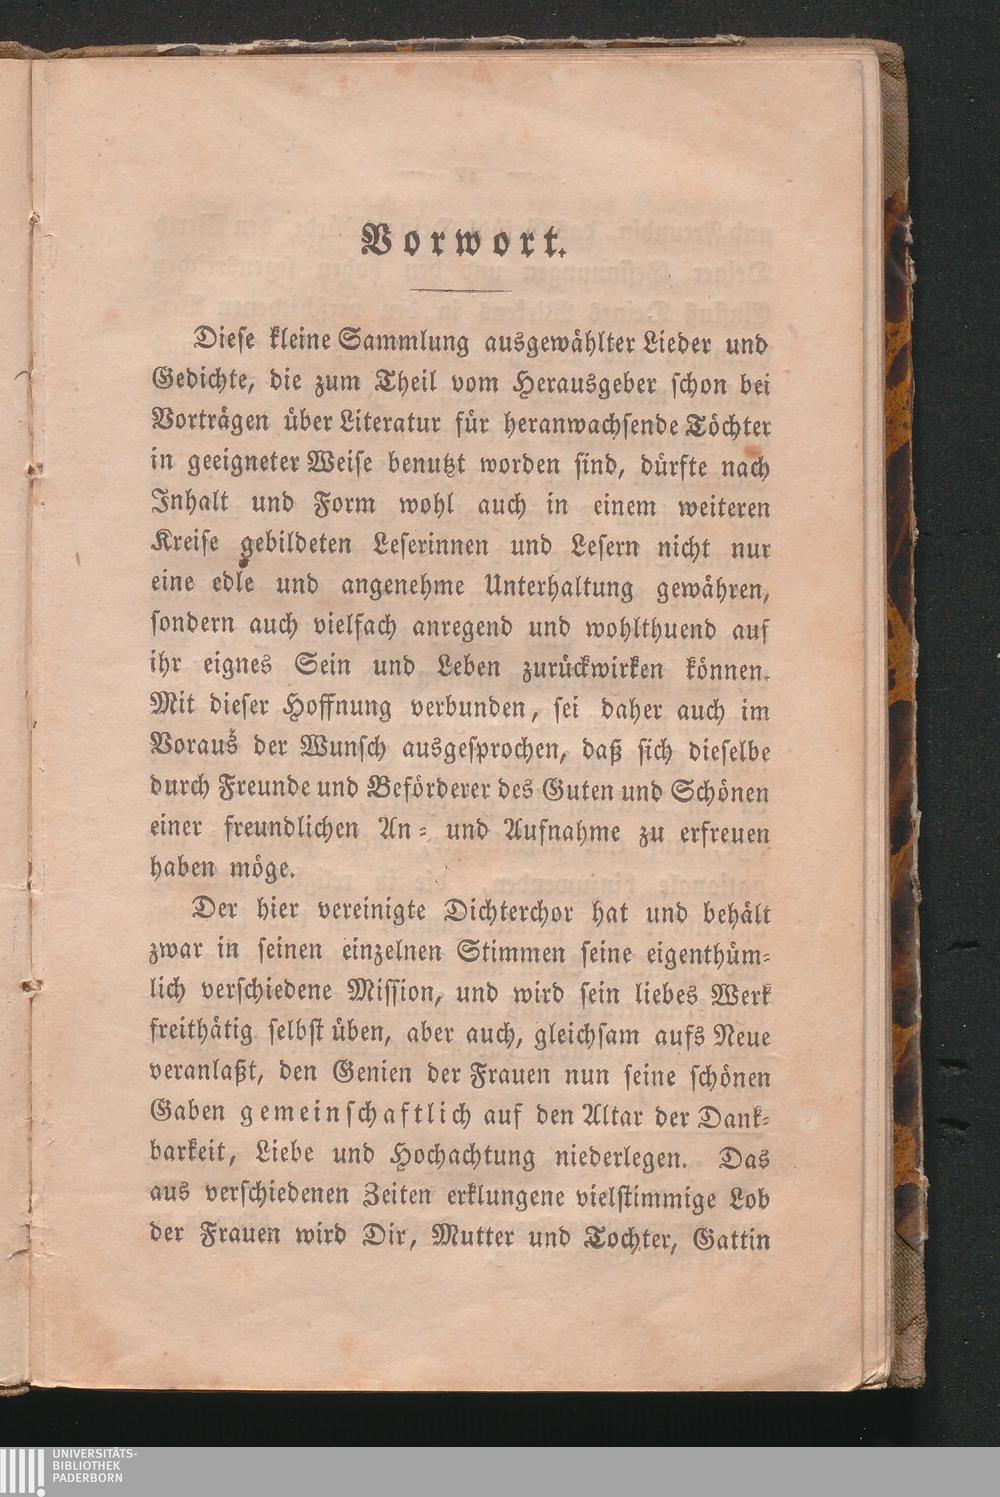 Vorwort.
Diese kleine Sammlung ausgewählter Lieder und
Gedichte, die zum Theil vom Herausgeber schon bei
Vorträgen über Literatur für heranwachsende Töchter
in geeigneter Weise benutzt worden sind, dürfte nach
Inhalt und Form wohl auch in einem weiteren
Kreise gebildeten Leserinnen und Lesern nicht nur
eine edle und angenehme Unterhaltung gewähren,
sondern auch vielfach anregend und wohlthuend auf
ihr eignes Sein und Leben zurückwirken können.
Mit dieser Hoffnung verbunden, sei daher auch im
Voraus der Wunsch ausgesprochen, daß sich dieselbe
durch Freunde und Beförderer des Guten und Schönen
einer freundlichen An- und Aufnahme zu erfreuen
haben möge.
Der hier vereinigte Dichterchor hat und behält
zwar in seinen einzelnen Stimmen seine eigenthüm-
lich verschiedene Mission, und wird sein liebes Werk
freithätig selbst üben, aber auch, gleichsam aufs Neue
veranlaßt, den Genien der Frauen nun seine schönen
Gaben gemeinschaftlich auf den Altar der Dank-
barkeit, Liebe und Hochachtung niederlegen. Das
aus verschiedenen Zeiten erklungene vielstimmige Lob
der Frauen wird Dir, Mutter und Tochter, Gattin
UNIVERSITÄTS-
BIBLIOTHEK
PADERBORN